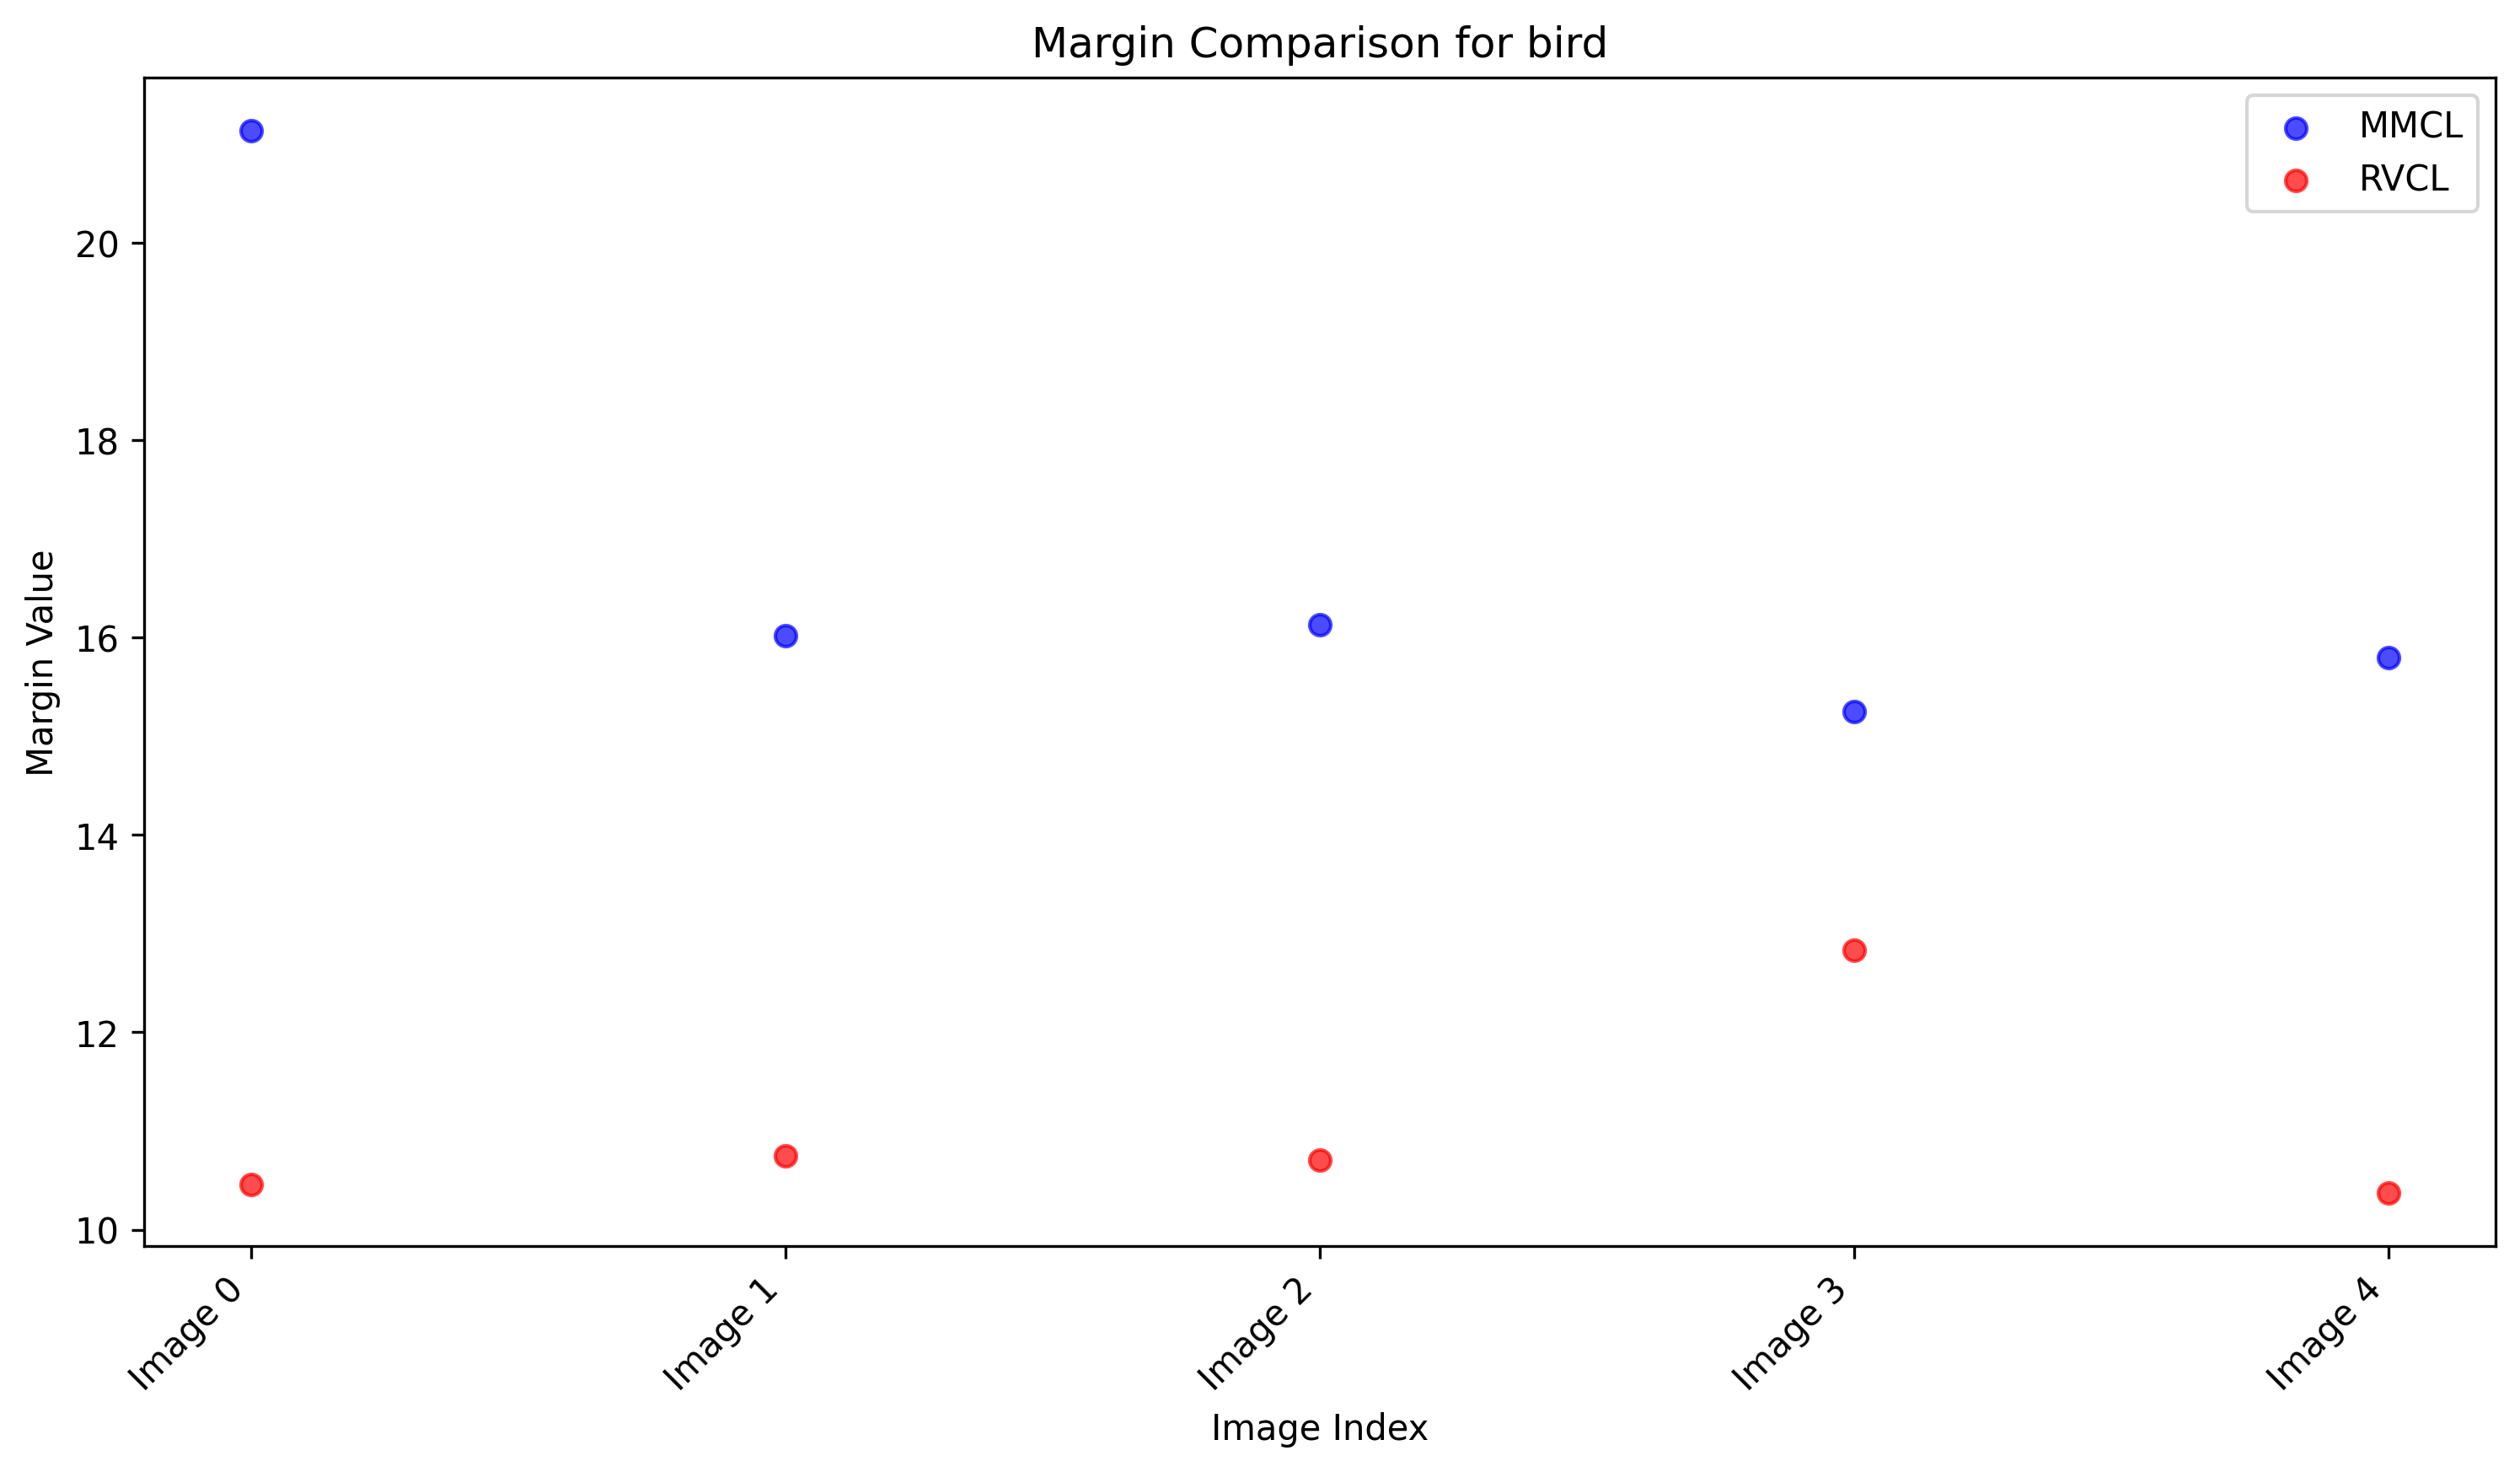 Margin Comparison for bird
MMCL
RVCL
Margin Value
20
18
16
14
12
10
Image 0
Image 1
Image 2
Image 3
Image 4
Image Index